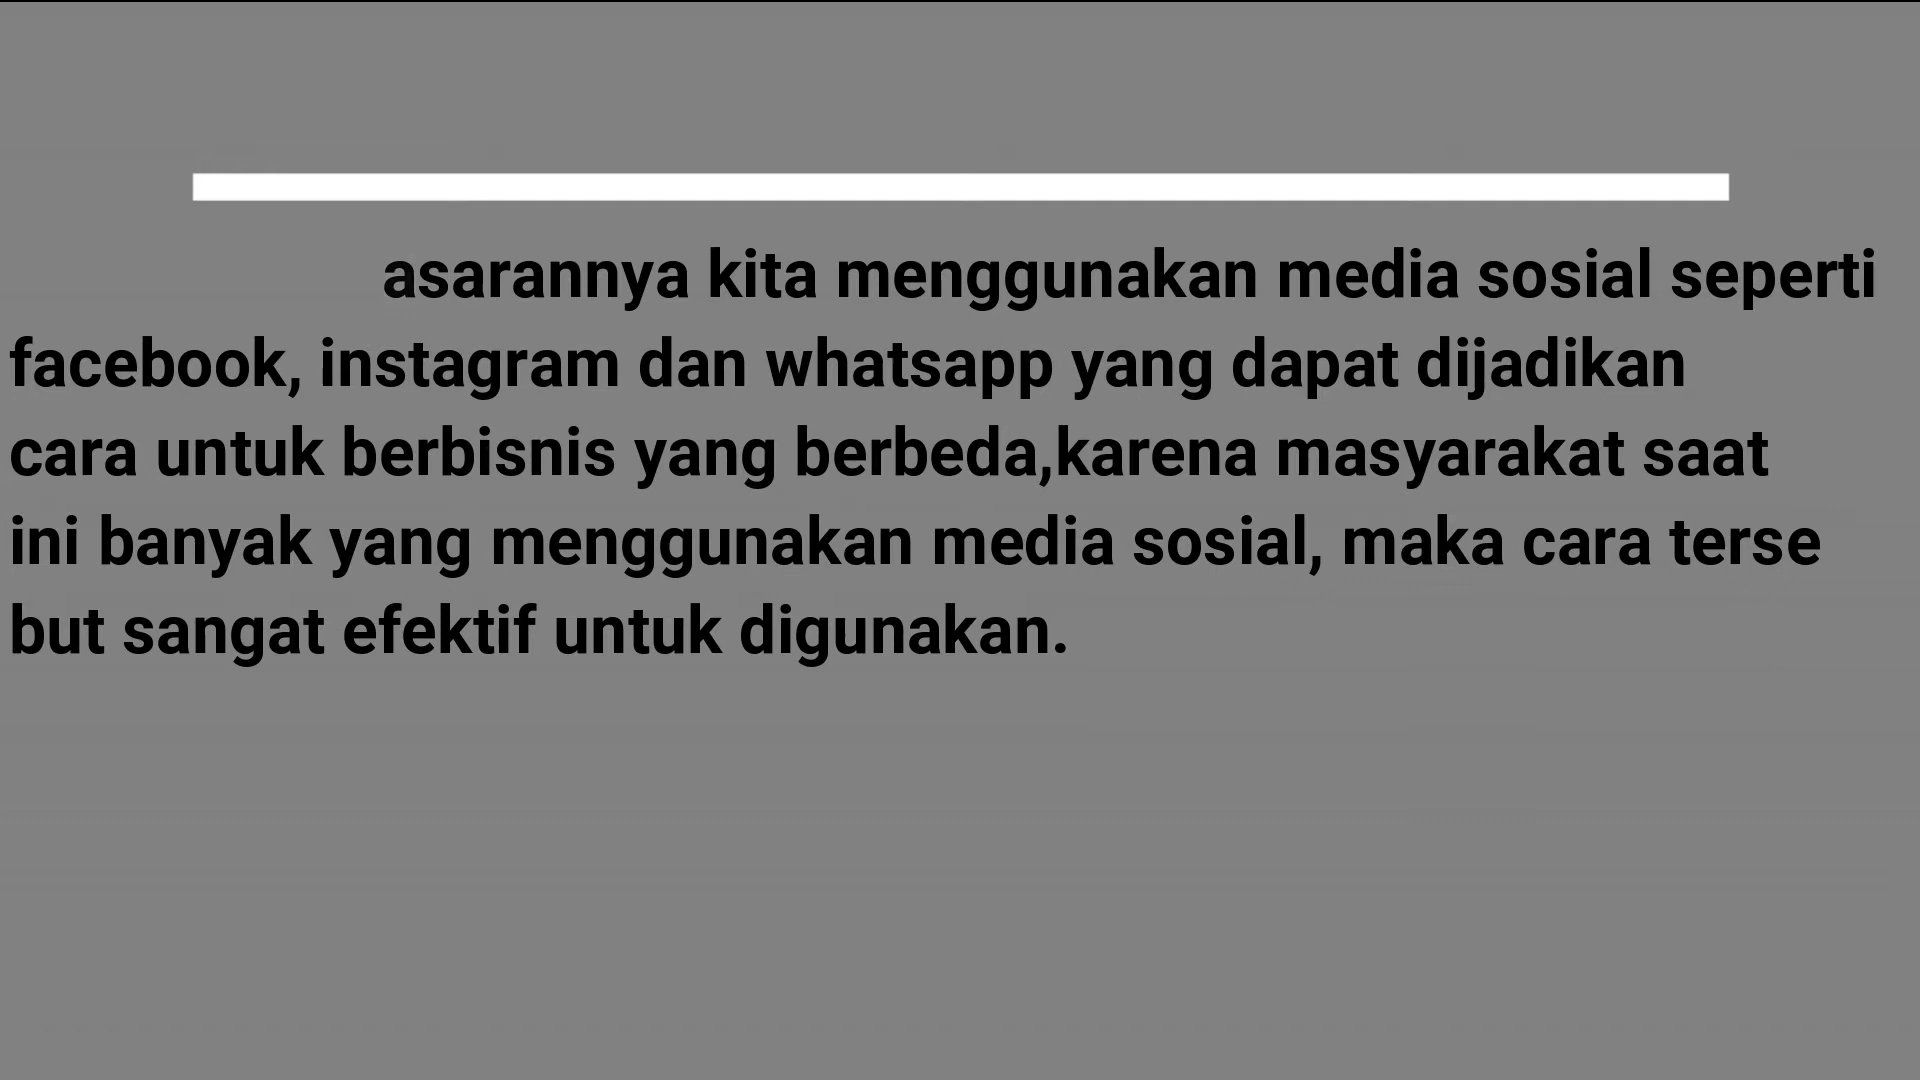 asarannya kita menggunakan media sosial seperti
facebook, instagram dan whatsapp yang dapat dijadikan
cara untuk berbisnis yang berbeda,karena masyarakat saat
ini banyak yang menggunakan media sosial, maka cara terse
but sangat efektif untuk digunakan.